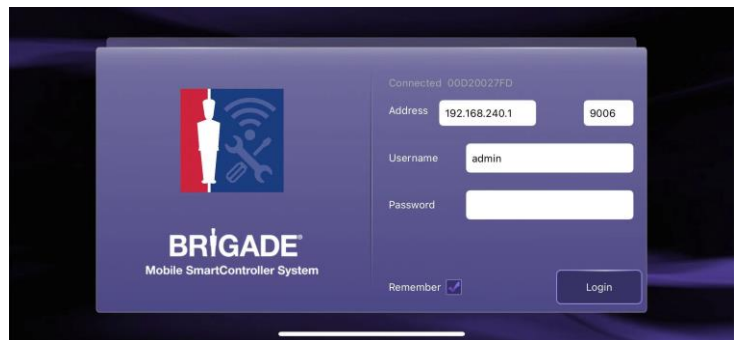 BRIGADE
Mobile SmartController System
Connected 00D20027FD
Address 192.168.240.1 9006
Username admin
Password
Remember
Login